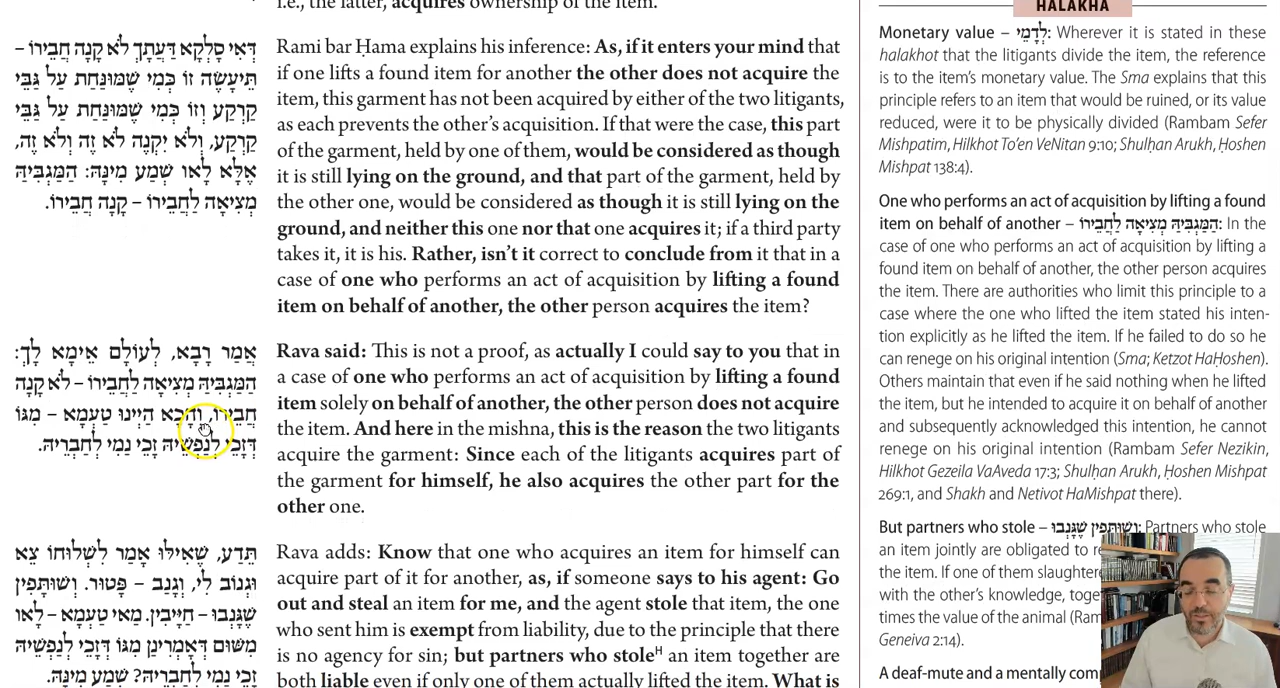 i.e., the latter, acquires ownership of the item.
דְּאִי סָלְקָא דַּעְתָּךְ לֹא קָנָה חֲבֵירוֹ –
תֵּיעָשֶׂה זוֹ כְּמִי שֶׁמּוּנַּחַת עַל גַּבֵּי
קַרְקַע וְזוֹ כְּמִי שֶׁמּוּנַּחַת עַל גַּבֵּי
קַרְקַע, וְלֹא יִקְנֶה לֹא זֶה וְלֹא זֶה,
אֶלָּא לָאו שְׁמַע מִינַּהּ: הַמַּגְבִּיהַּ
מְצִיאָה לַחֲבֵירוֹ – קָנָה חֲבֵירוֹ.
Rami bar Ḥama explains his inference: As, if it enters your mind that
if one lifts a found item for another the other does not acquire the
item, this garment has not been acquired by either of the two litigants,
as each prevents the other's acquisition. If that were the case, this part
of the garment, held by one of them, would be considered as though
it is still lying on the ground, and that part of the garment, held by
the other one, would be considered as though it is still lying on the
ground, and neither this one nor that one acquires it; if a third party
takes it, it is his. Rather, isn't it correct to conclude from it that in a
case of one who performs an act of acquisition by lifting a found
item on behalf of another, the other person acquires the item?
אֲמַר רָבָא, לְעוֹלָם אֵימָא לָךְ:
הַמַּגְבִּיהַּ מְצִיאָה לַחֲבֵירוֹ – לֹא קָנָה
חֲבֵירוֹ, וְהָכָא הַיְינוּ טַעְמָא – מִגּוֹ
דְּזָכֵי לְנַפְשֵׁיהּ זָכֵי נַמִי לְחַבְרֵיהּ.
Rava said: This is not a proof, as actually I could say to you that in
a case of one who performs an act of acquisition by lifting a found
item solely on behalf of another, the other person does not acquire
the item. And here in the mishna, this is the reason the two litigants
acquire the garment: Since each of the litigants acquires part of
the garment for himself, he also acquires the other part for the
other one.
תֵּדַע, שֶׁאִילּוּ אָמַר לִשְׁלוּחוֹ צֵא
וּגְנוֹב לִי, וְגָנַב – פָּטוּר. וְשׁוּתָּפִין
שֶׁגָּנְבוּ – חַיָּיבִין. מַאי טַעְמָא – לָאו
מִשּׁוּם דְּאָמְרִינַן מִגּוֹ דְּזָכֵי לְנַפְשֵׁיהּ
זָכֵי נַמִי לְחַבְרֵיהּ? שְׁמַע מִינַּהּ.
Rava adds: Know that one who acquires an item for himself can
acquire part of it for another, as, if someone says to his agent: Go
out and steal an item for me, and the agent stole that item, the one
who sent him is exempt from liability, due to the principle that there
is no agency for sin; but partners who stoleᴴ an item together are
both liable even if only one of them actually lifted the item. What is
HALAKHA
Monetary value – לְדָמֵי: Wherever it is stated in these
halakhot that the litigants divide the item, the reference
is to the item's monetary value. The Sma explains that this
principle refers to an item that would be ruined, or its value
reduced, were it to be physically divided (Rambam Sefer
Mishpatim, Hilkhot To'en VeNitan 9:10; Shulḥan Arukh, Ḥoshen
Mishpat 138:4).
One who performs an act of acquisition by lifting a found
item on behalf of another – הַמַּגְבִּיהַּ מְצִיאָה לַחֲבֵירוֹ: In the
case of one who performs an act of acquisition by lifting a
found item on behalf of another, the other person acquires
the item. There are authorities who limit this principle to a
case where the one who lifted the item stated his inten-
tion explicitly as he lifted the item. If he failed to do so he
can renege on his original intention (Sma; Ketzot HaḤoshen).
Others maintain that even if he said nothing when he lifted
the item, but he intended to acquire it on behalf of another
and subsequently acknowledged this intention, he cannot
renege on his original intention (Rambam Sefer Nezikin,
Hilkhot Gezeila VaAveda 17:3; Shulḥan Arukh, Ḥoshen Mishpat
269:1, and Shakh and Netivot HaMishpat there).
But partners who stole – וְשׁוּתָּפִין שֶׁגָּנְבוּ: Partners who stole
an item jointly are obligated to
the item. If one of them
with the other's knowledge,
times the value of the animal
Geneiva 2:14).
A deaf-mute and a mentally